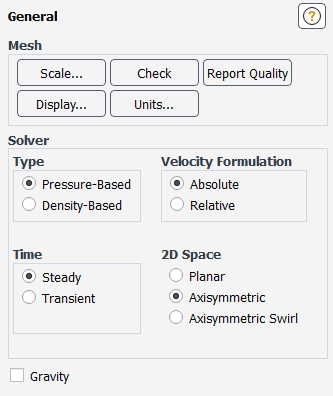 General
?
Mesh
Scale... Check Report Quality
Display... Units...
Solver
Type Velocity Formulation
Pressure-Based Absolute
Density-Based Relative
Time 2D Space
Steady Planar
Transient Axisymmetric
Axisymmetric Swirl
Gravity